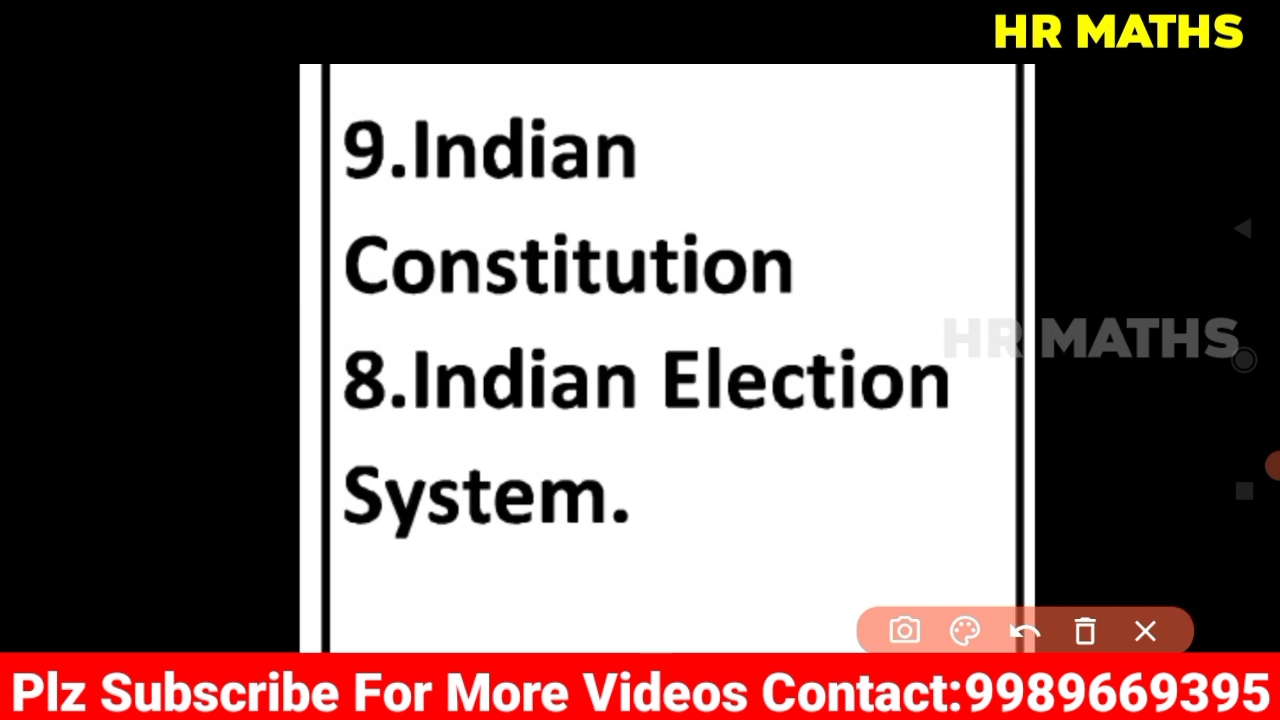 HR MATHS
9.Indian
Constitution
HR MATHS
8.Indian Election
System.
Plz Subscribe For More Videos Contact:9989669395